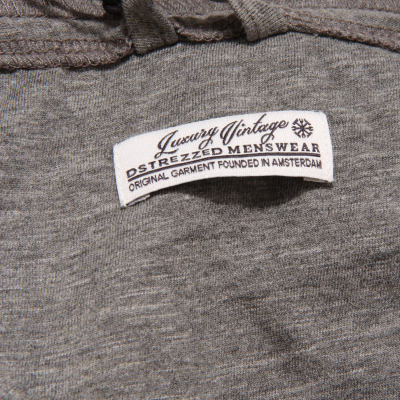 Luxury Vintage
DSTREZZED MENSWEAR
ORIGINAL GARMENT FOUNDED IN AMSTERDAM